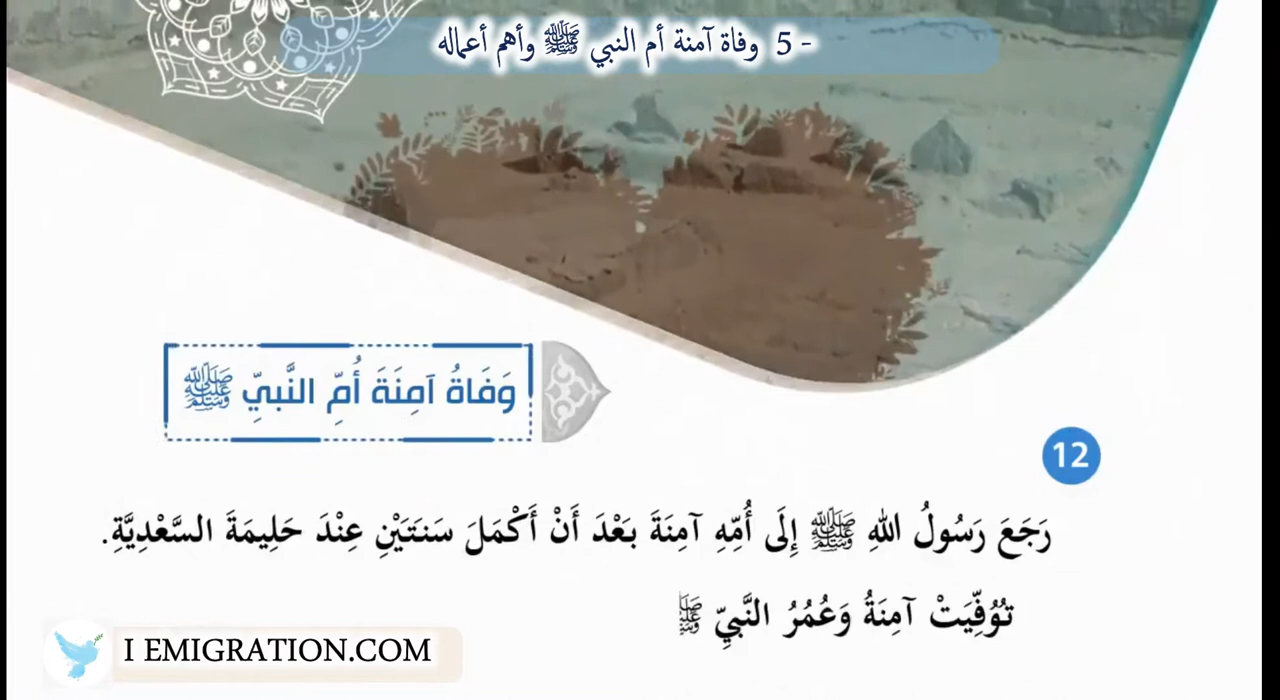 5 - وفاة آمنة أم النبي ﷺ وأهم أعماله
وَفَاةُ آمِنَةَ أُمِّ النَّبِيِّ ﷺ
12
رَجَعَ رَسُولُ اللهِ ﷺ إِلَى أُمِّهِ آمِنَةَ بَعْدَ أَنْ أَكْمَلَ سَنَتَيْنِ عِنْدَ حَلِيمَةَ السَّعْدِيَّةِ.
تُوُفِّيَتْ آمِنَةُ وَعُمُرُ النَّبِيِّ ﷺ
I EMIGRATION.COM